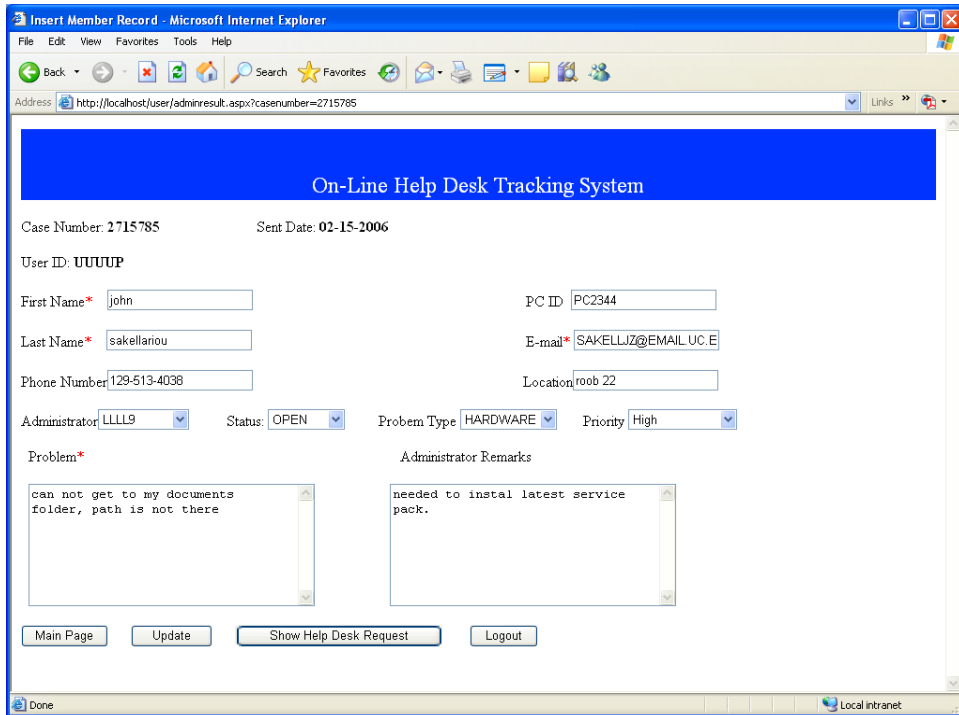 Insert Member Record - Microsoft Internet Explorer
File Edit View Favorites Tools Help
Back Search Favorites
Address http://localhost/user/adminresult.aspx?casenumber=2715785 Links »
On-Line Help Desk Tracking System
Case Number: 2715785 Sent Date: 02-15-2006
User ID: UUUUP
First Name* john PC ID PC2344
Last Name* sakellariou E-mail* SAKELLJZ@EMAIL.UC.E
Phone Number 129-513-4038 Location roob 22
Administrator LLLL9 Status: OPEN Probem Type HARDWARE Priority High
Problem* Administrator Remarks
can not get to my documents
folder, path is not there
needed to instal latest service
pack.
Main Page Update Show Help Desk Request Logout
Done Local intranet